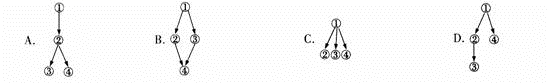 A. ① ② ③ ④
B. ① ② ③ ④
C. ① ② ③ ④
D. ① ② ④ ③